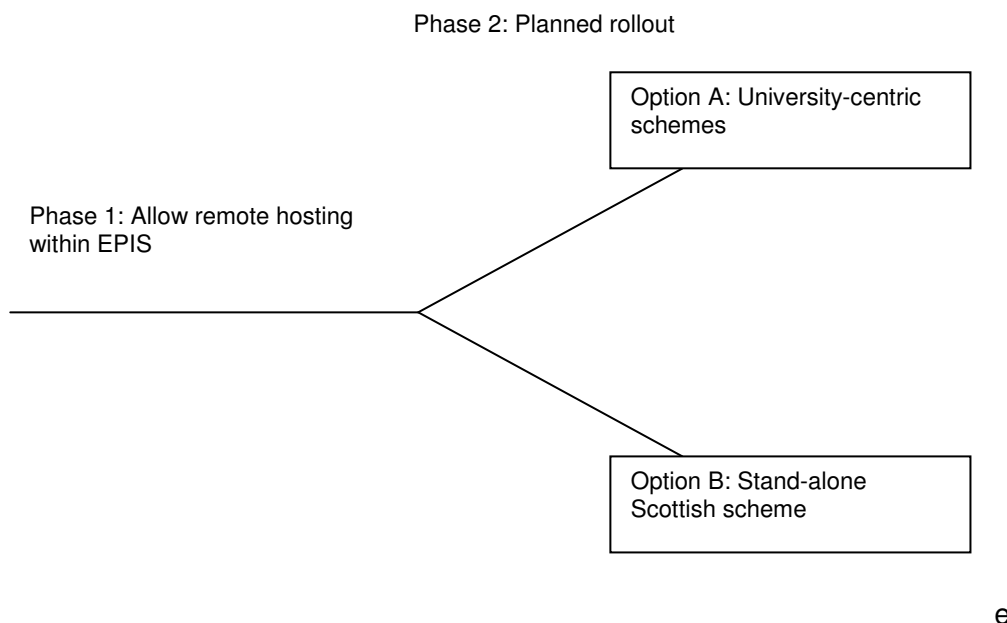 Phase 2: Planned rollout
Option A: University-centric
schemes
Phase 1: Allow remote hosting
within EPIS
Option B: Stand-alone
Scottish scheme
e